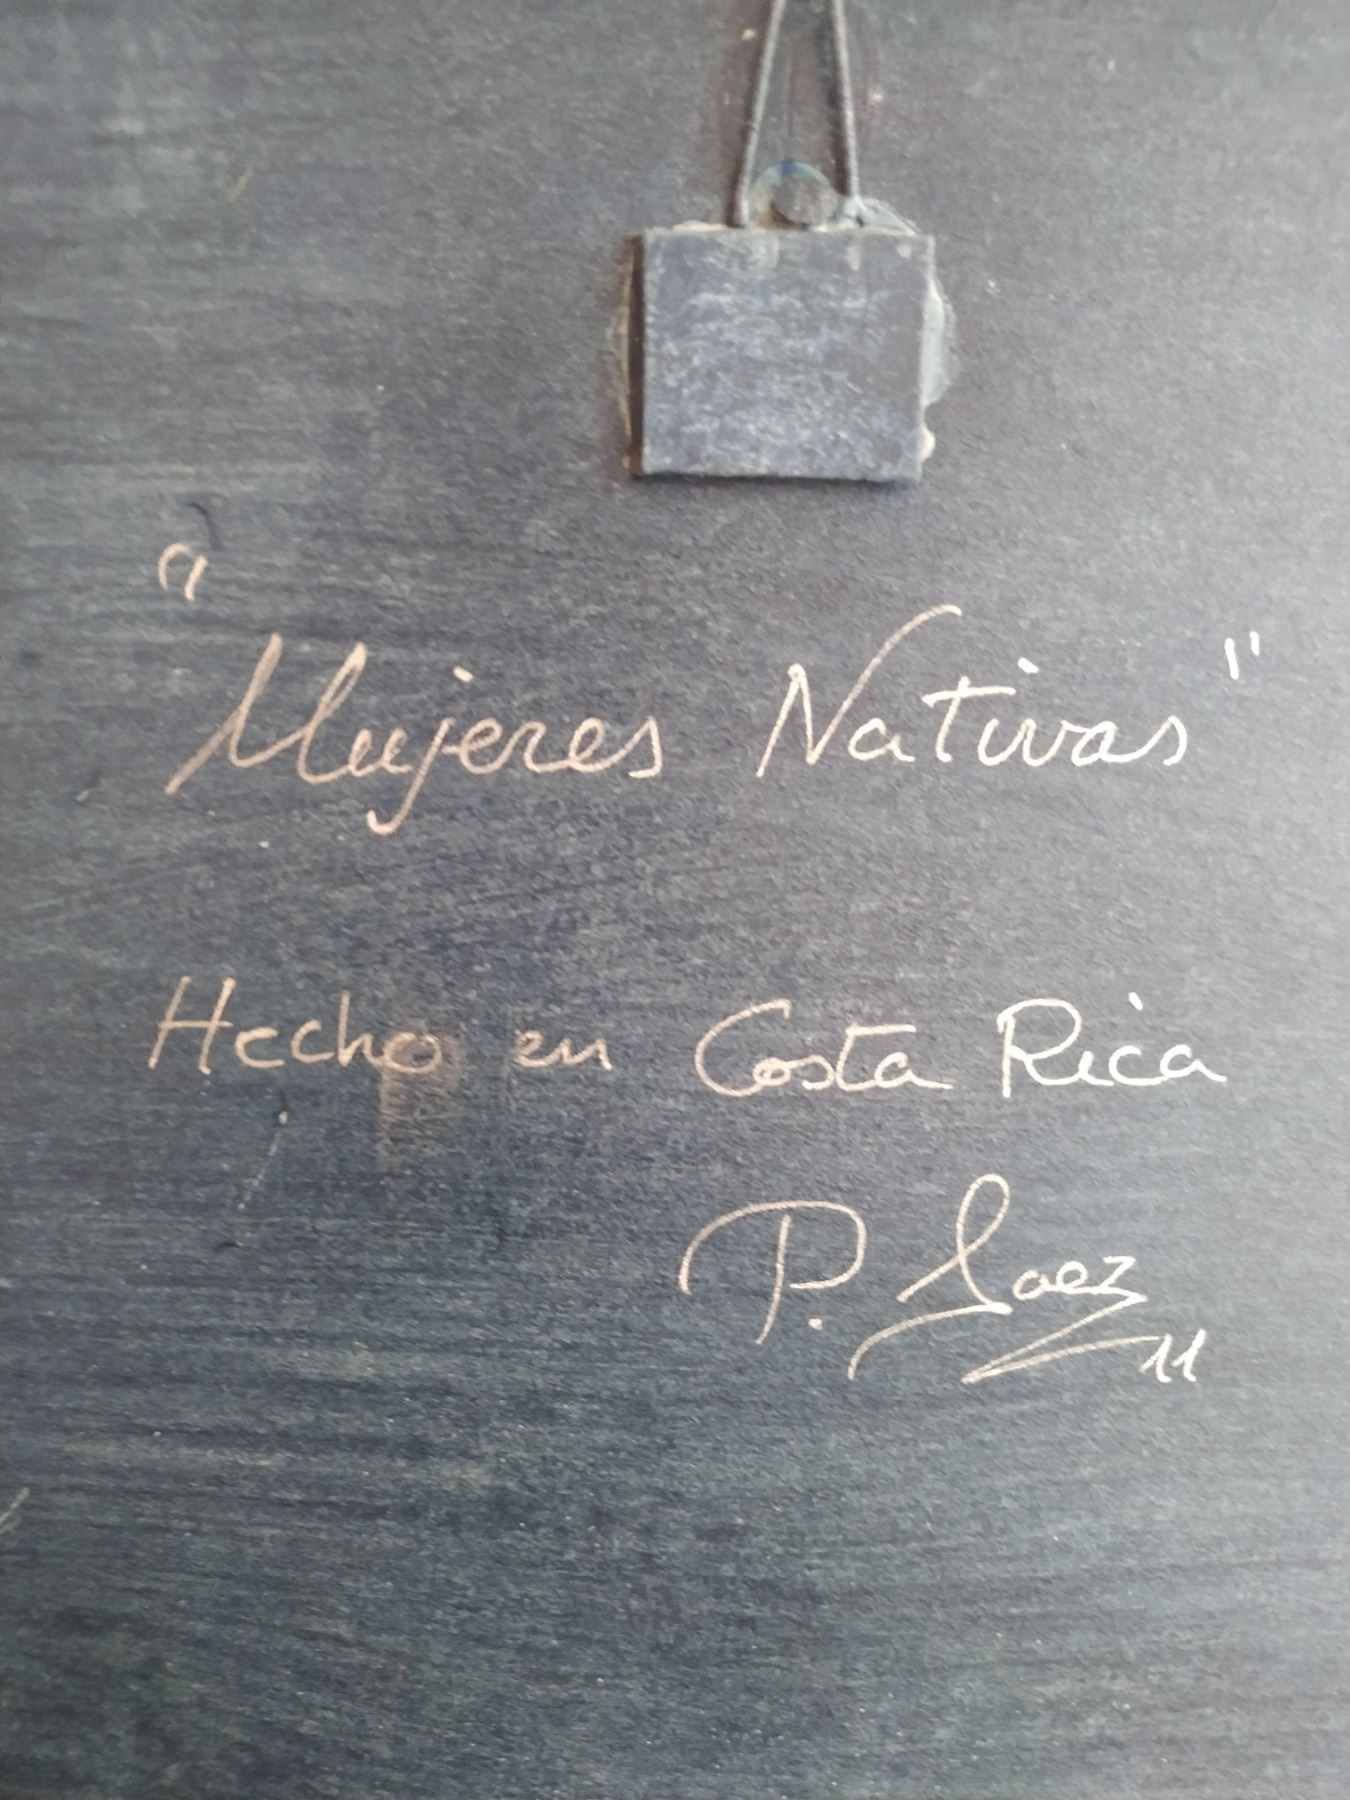 "Mujeres Nativas"
Hecho en Costa Rica
P. Saez
11